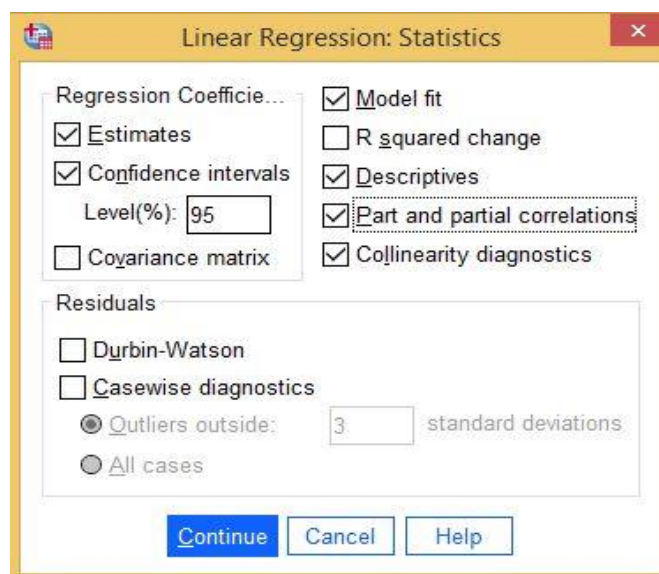 Linear Regression: Statistics
Regression Coefficie...
Estimates
Confidence intervals
Level(%): 95
Covariance matrix
Model fit
R squared change
Descriptives
Part and partial correlations
Collinearity diagnostics
Residuals
Durbin-Watson
Casewise diagnostics
Outliers outside: 3 standard deviations
All cases
Continue Cancel Help